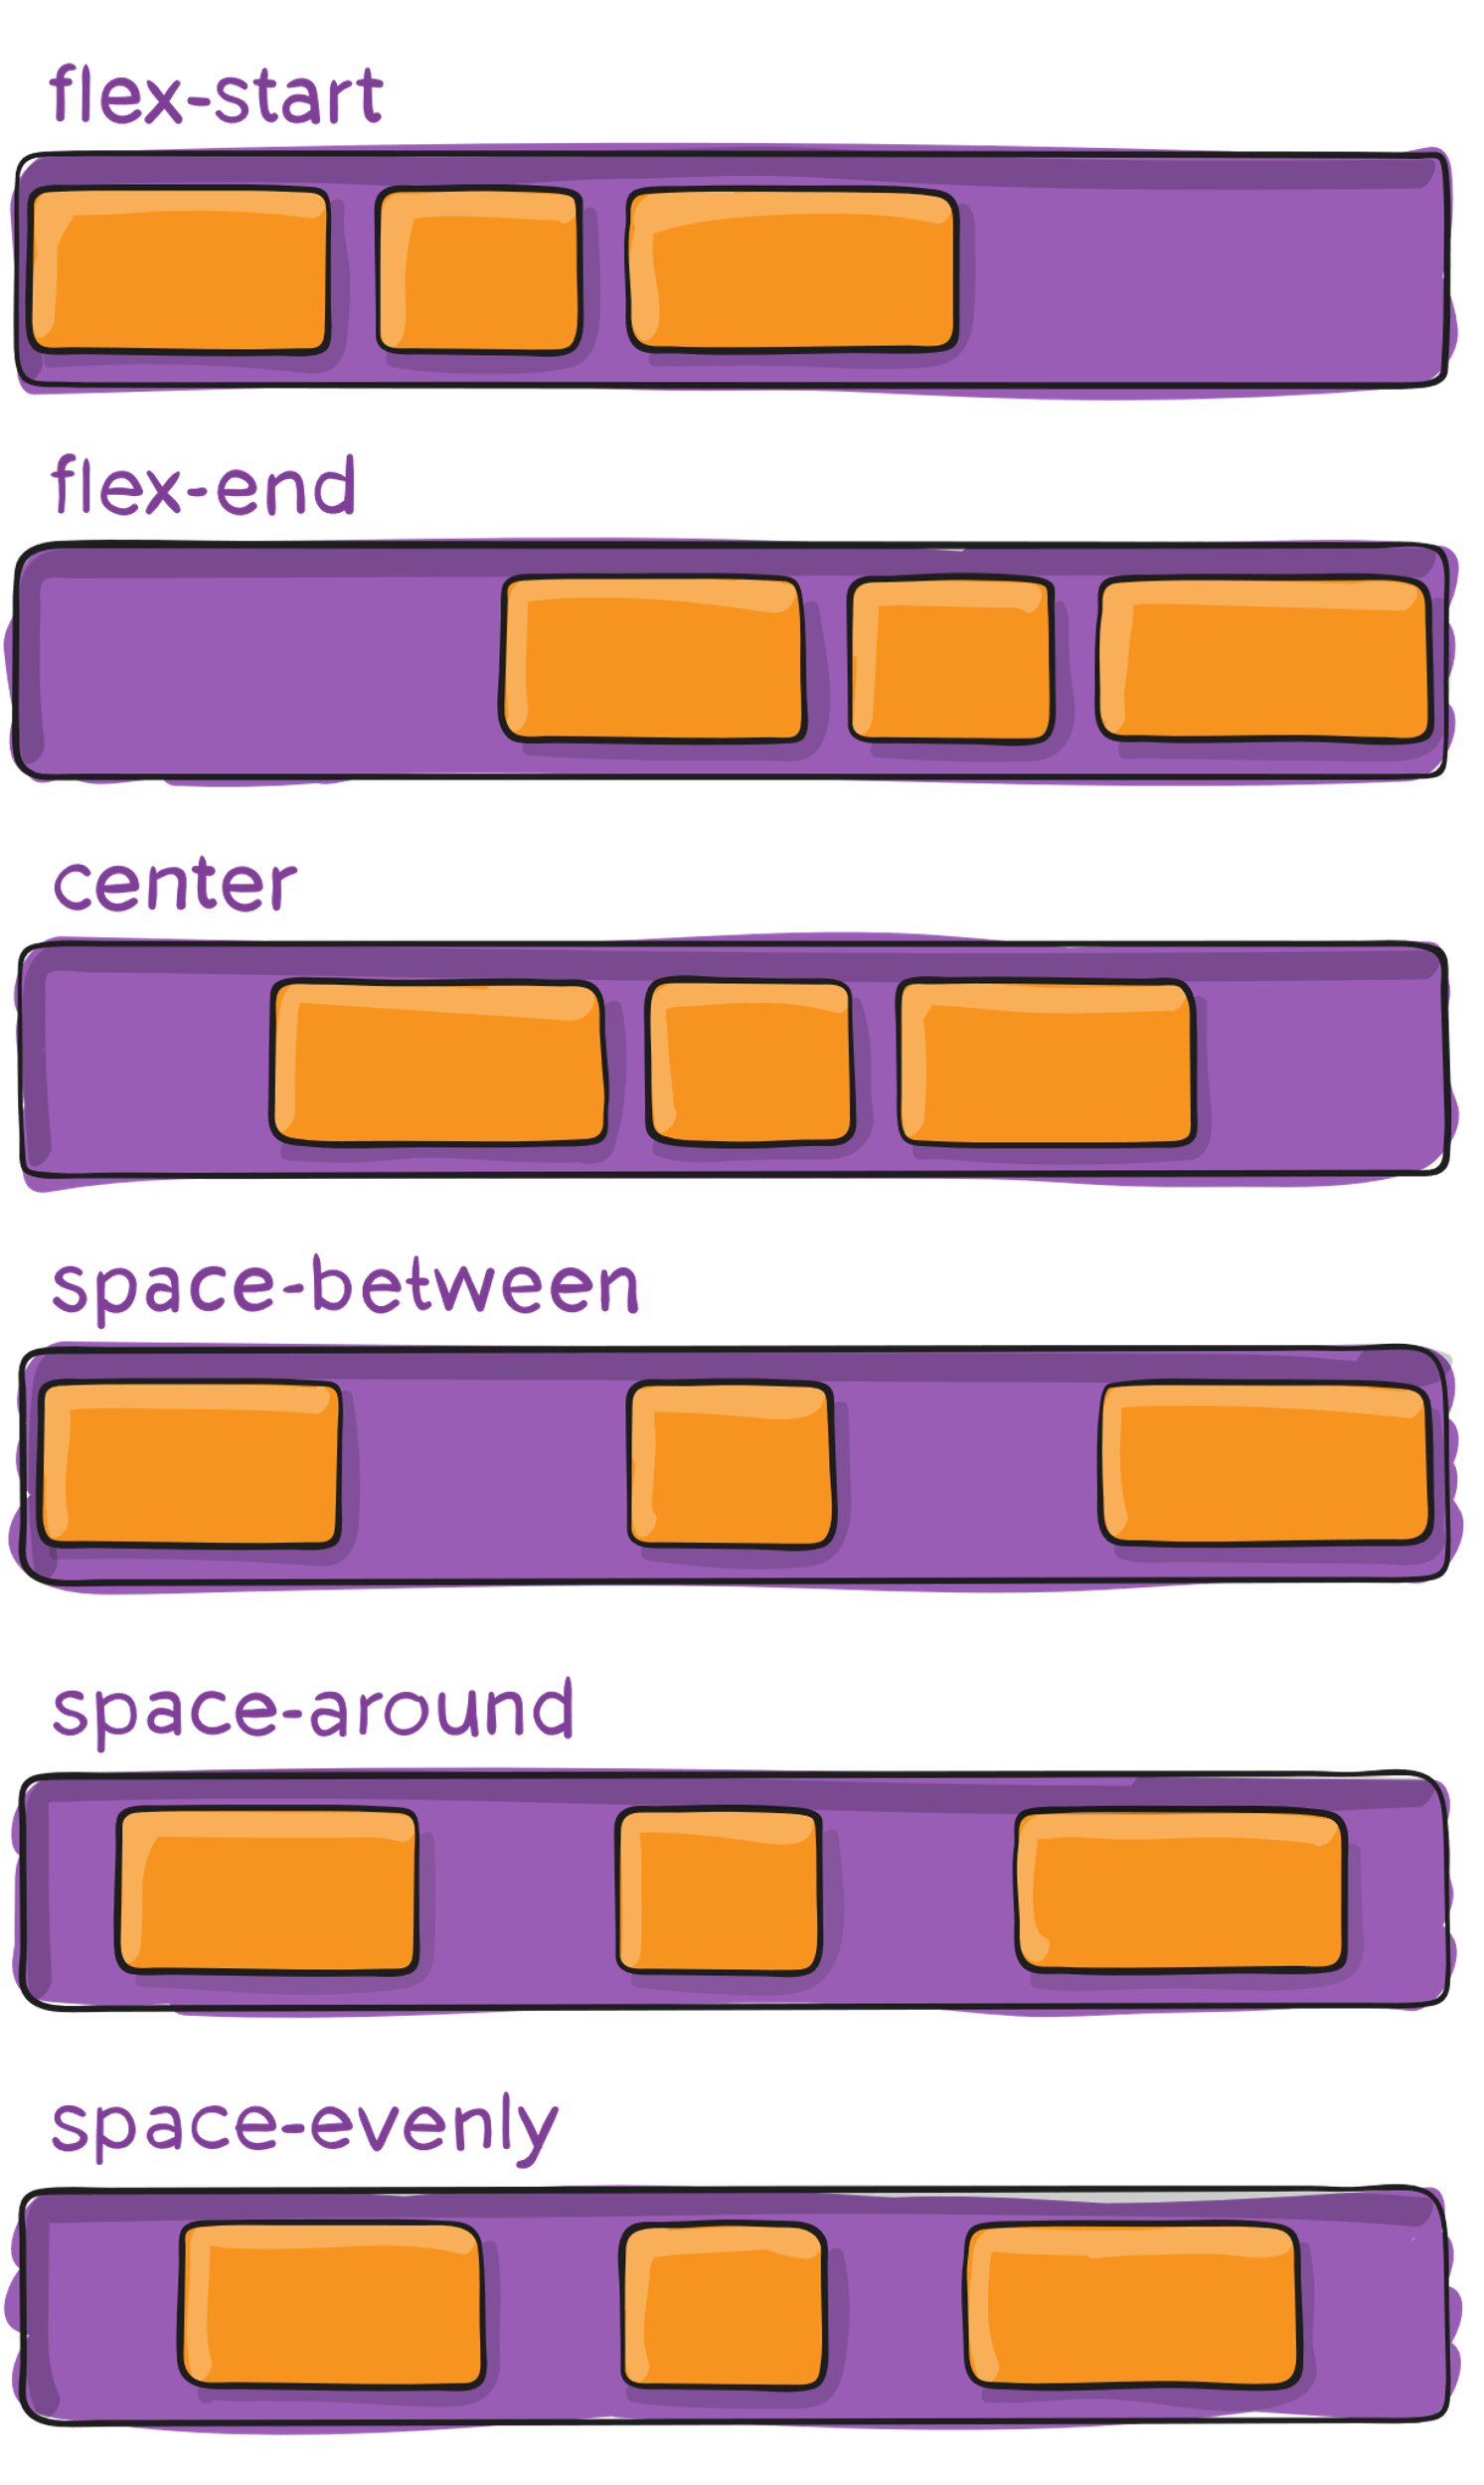 flex-start
flex-end
center
space-between
space-around
space-evenly